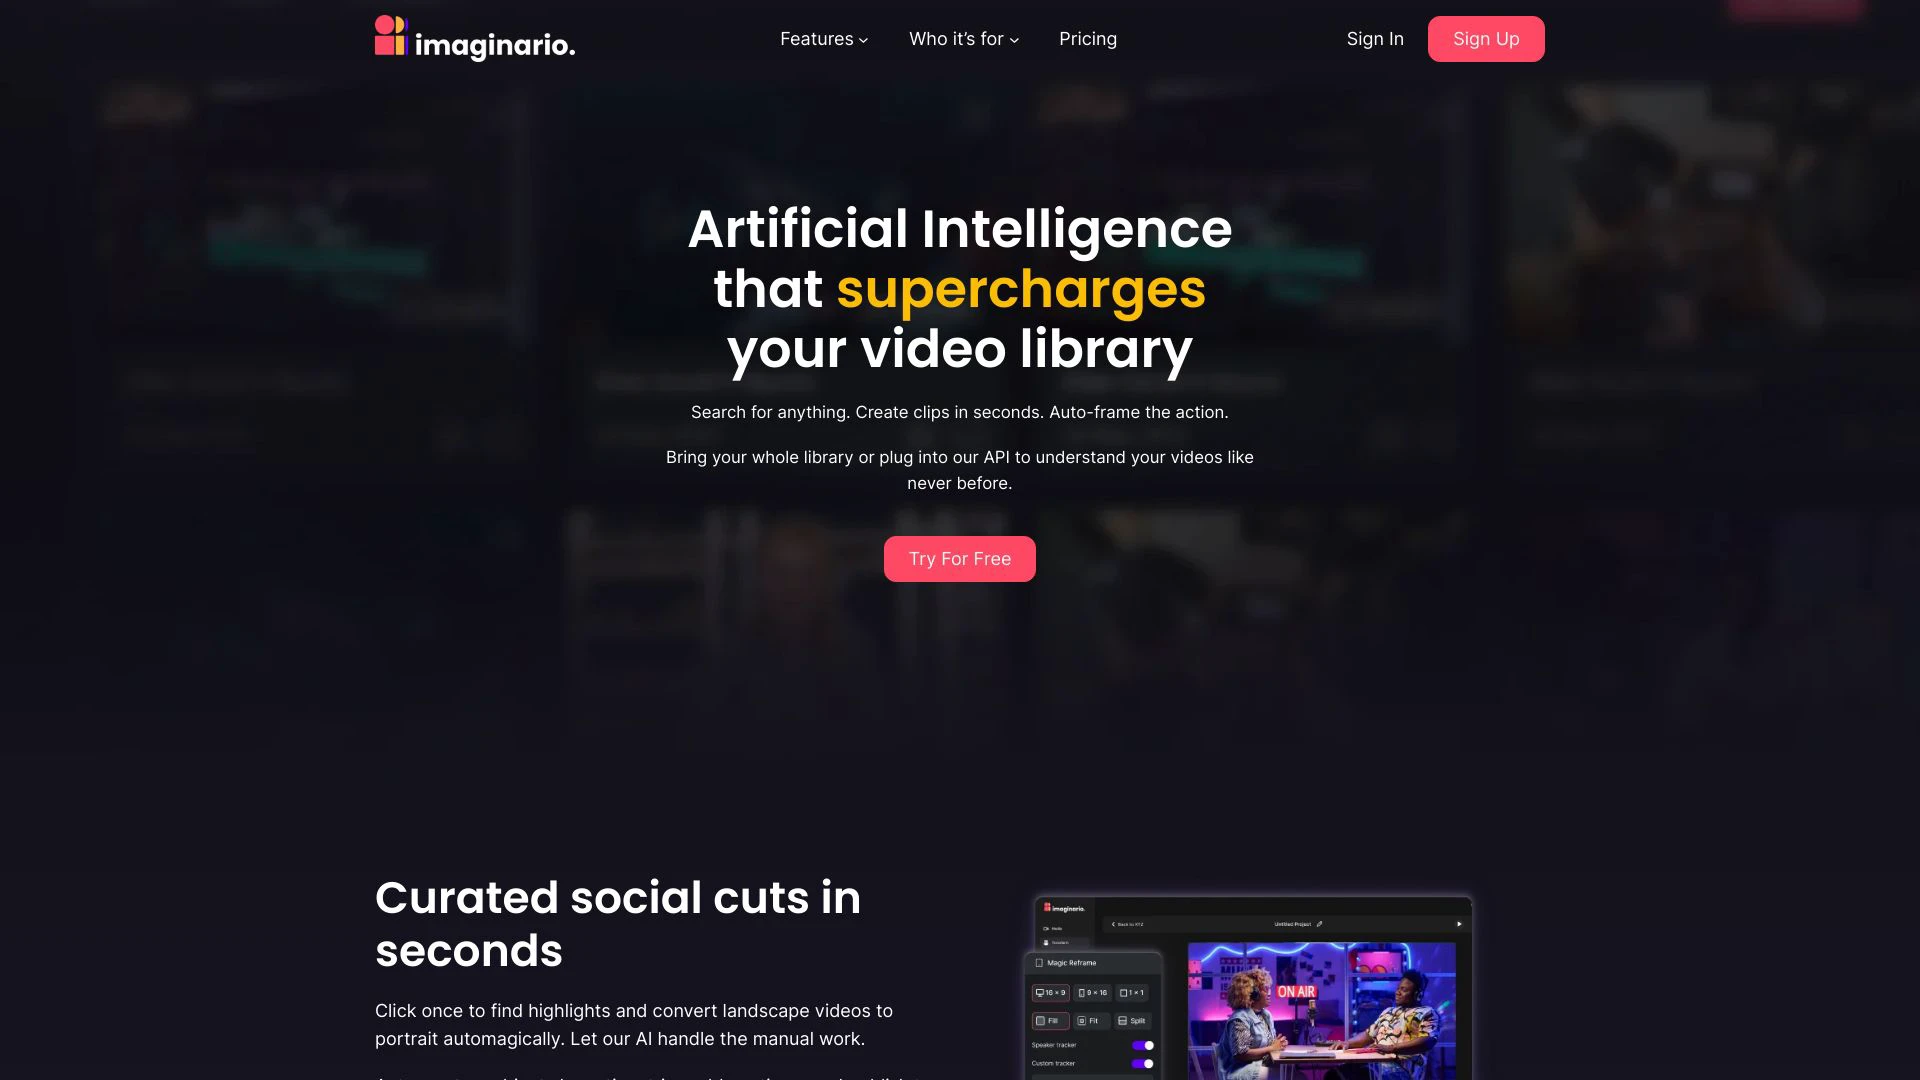 imaginario.
Features
Who it's for
Pricing
Sign In
Sign Up
Artificial Intelligence
that supercharges
your video library
Search for anything. Create clips in seconds. Auto-frame the action.
Bring your whole library or plug into our API to understand your videos like
never before.
Try For Free
Curated social cuts in
seconds
Click once to find highlights and convert landscape videos to
portrait automagically. Let our AI handle the manual work.
imaginario.
Back to XYZ
Untitled Project
Magic Reframe
16 × 9
9 × 16
1 × 1
Fill
Fit
Split
Speaker tracker
Custom tracker
ON AIR